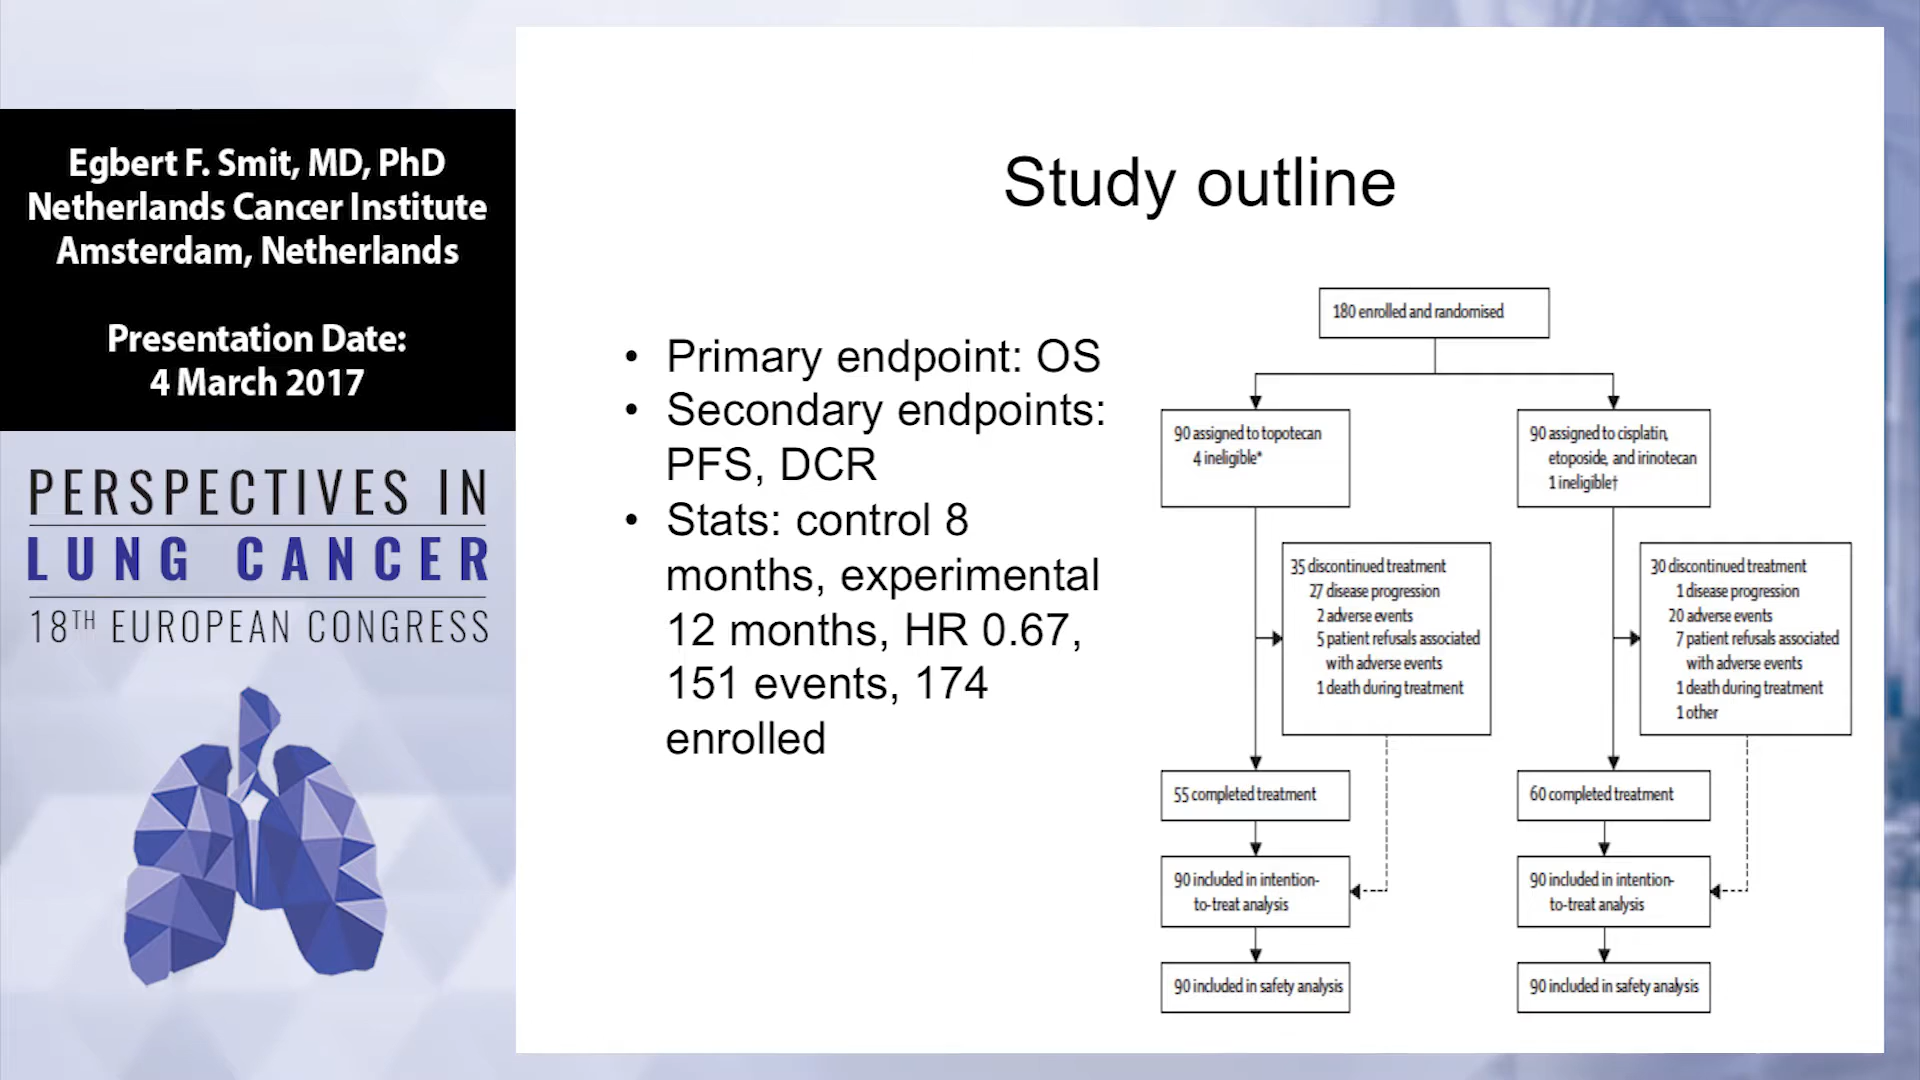 Egbert F. Smit, MD, PhD
Netherlands Cancer Institute
Amsterdam, Netherlands
Presentation Date:
4 March 2017
PERSPECTIVES IN
LUNG CANCER
18TH EUROPEAN CONGRESS
Study outline
• Primary endpoint: OS
• Secondary endpoints:
PFS, DCR
• Stats: control 8
months, experimental
12 months, HR 0.67,
151 events, 174
enrolled
180 enrolled and randomised
90 assigned to topotecan
4 ineligible*
90 assigned to cisplatin,
etoposide, and irinotecan
1 ineligible†
35 discontinued treatment
27 disease progression
2 adverse events
5 patient refusals associated
with adverse events
1 death during treatment
30 discontinued treatment
1 disease progression
20 adverse events
7 patient refusals associated
with adverse events
1 death during treatment
1 other
55 completed treatment
60 completed treatment
90 included in intention-
to-treat analysis
90 included in intention-
to-treat analysis
90 included in safety analysis
90 included in safety analysis